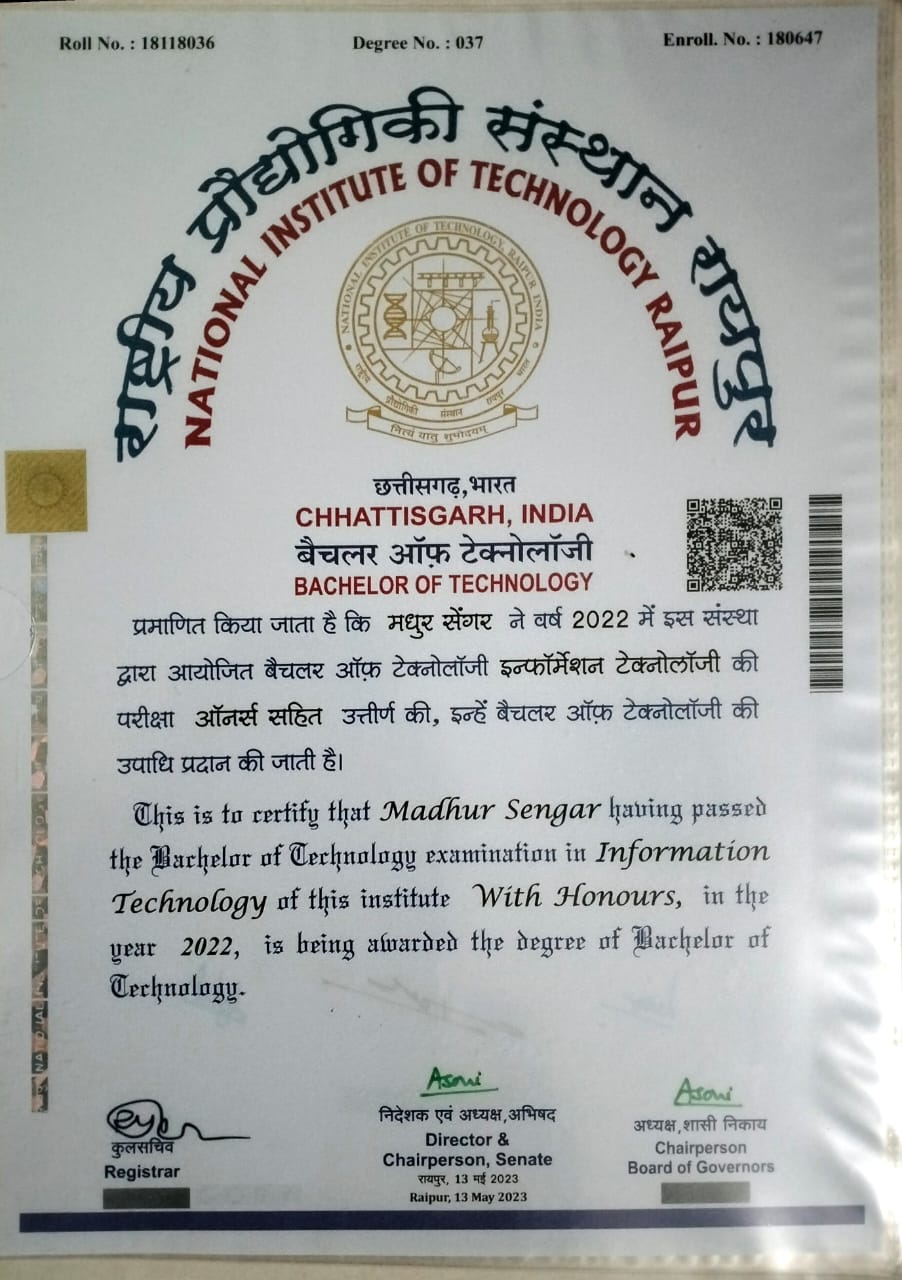 Roll No. : 18118036 Degree No. : 037 Enroll. No. : 180647
राष्ट्रीय प्रौद्योगिकी संस्थान रायपुर
NATIONAL INSTITUTE OF TECHNOLOGY RAIPUR
NATIONAL INSTITUTE OF TECHNOLOGY, RAIPUR INDIA
राष्ट्रीय प्रौद्योगिकी संस्थान रायपुर भारत
नित्यं यातु शुभोदयम्
छत्तीसगढ़,भारत
CHHATTISGARH, INDIA
बैचलर ऑफ़ टेक्नोलॉजी
BACHELOR OF TECHNOLOGY
प्रमाणित किया जाता है कि मधुर सेंगर ने वर्ष 2022 में इस संस्था
द्वारा आयोजित बैचलर ऑफ़ टेक्नोलॉजी इन्फॉर्मेशन टेक्नोलॉजी की
परीक्षा ऑनर्स सहित उत्तीर्ण की, इन्हें बैचलर ऑफ़ टेक्नोलॉजी की
उपाधि प्रदान की जाती है।
This is to certify that Madhur Sengar having passed
the Bachelor of Technology examination in Information
Technology of this institute With Honours, in the
year 2022, is being awarded the degree of Bachelor of
Technology.
Asoni
Asoni
कुलसचिव
Registrar
निदेशक एवं अध्यक्ष,अभिषद
Director &
Chairperson, Senate
रायपुर, 13 मई 2023
Raipur, 13 May 2023
अध्यक्ष,शासी निकाय
Chairperson
Board of Governors